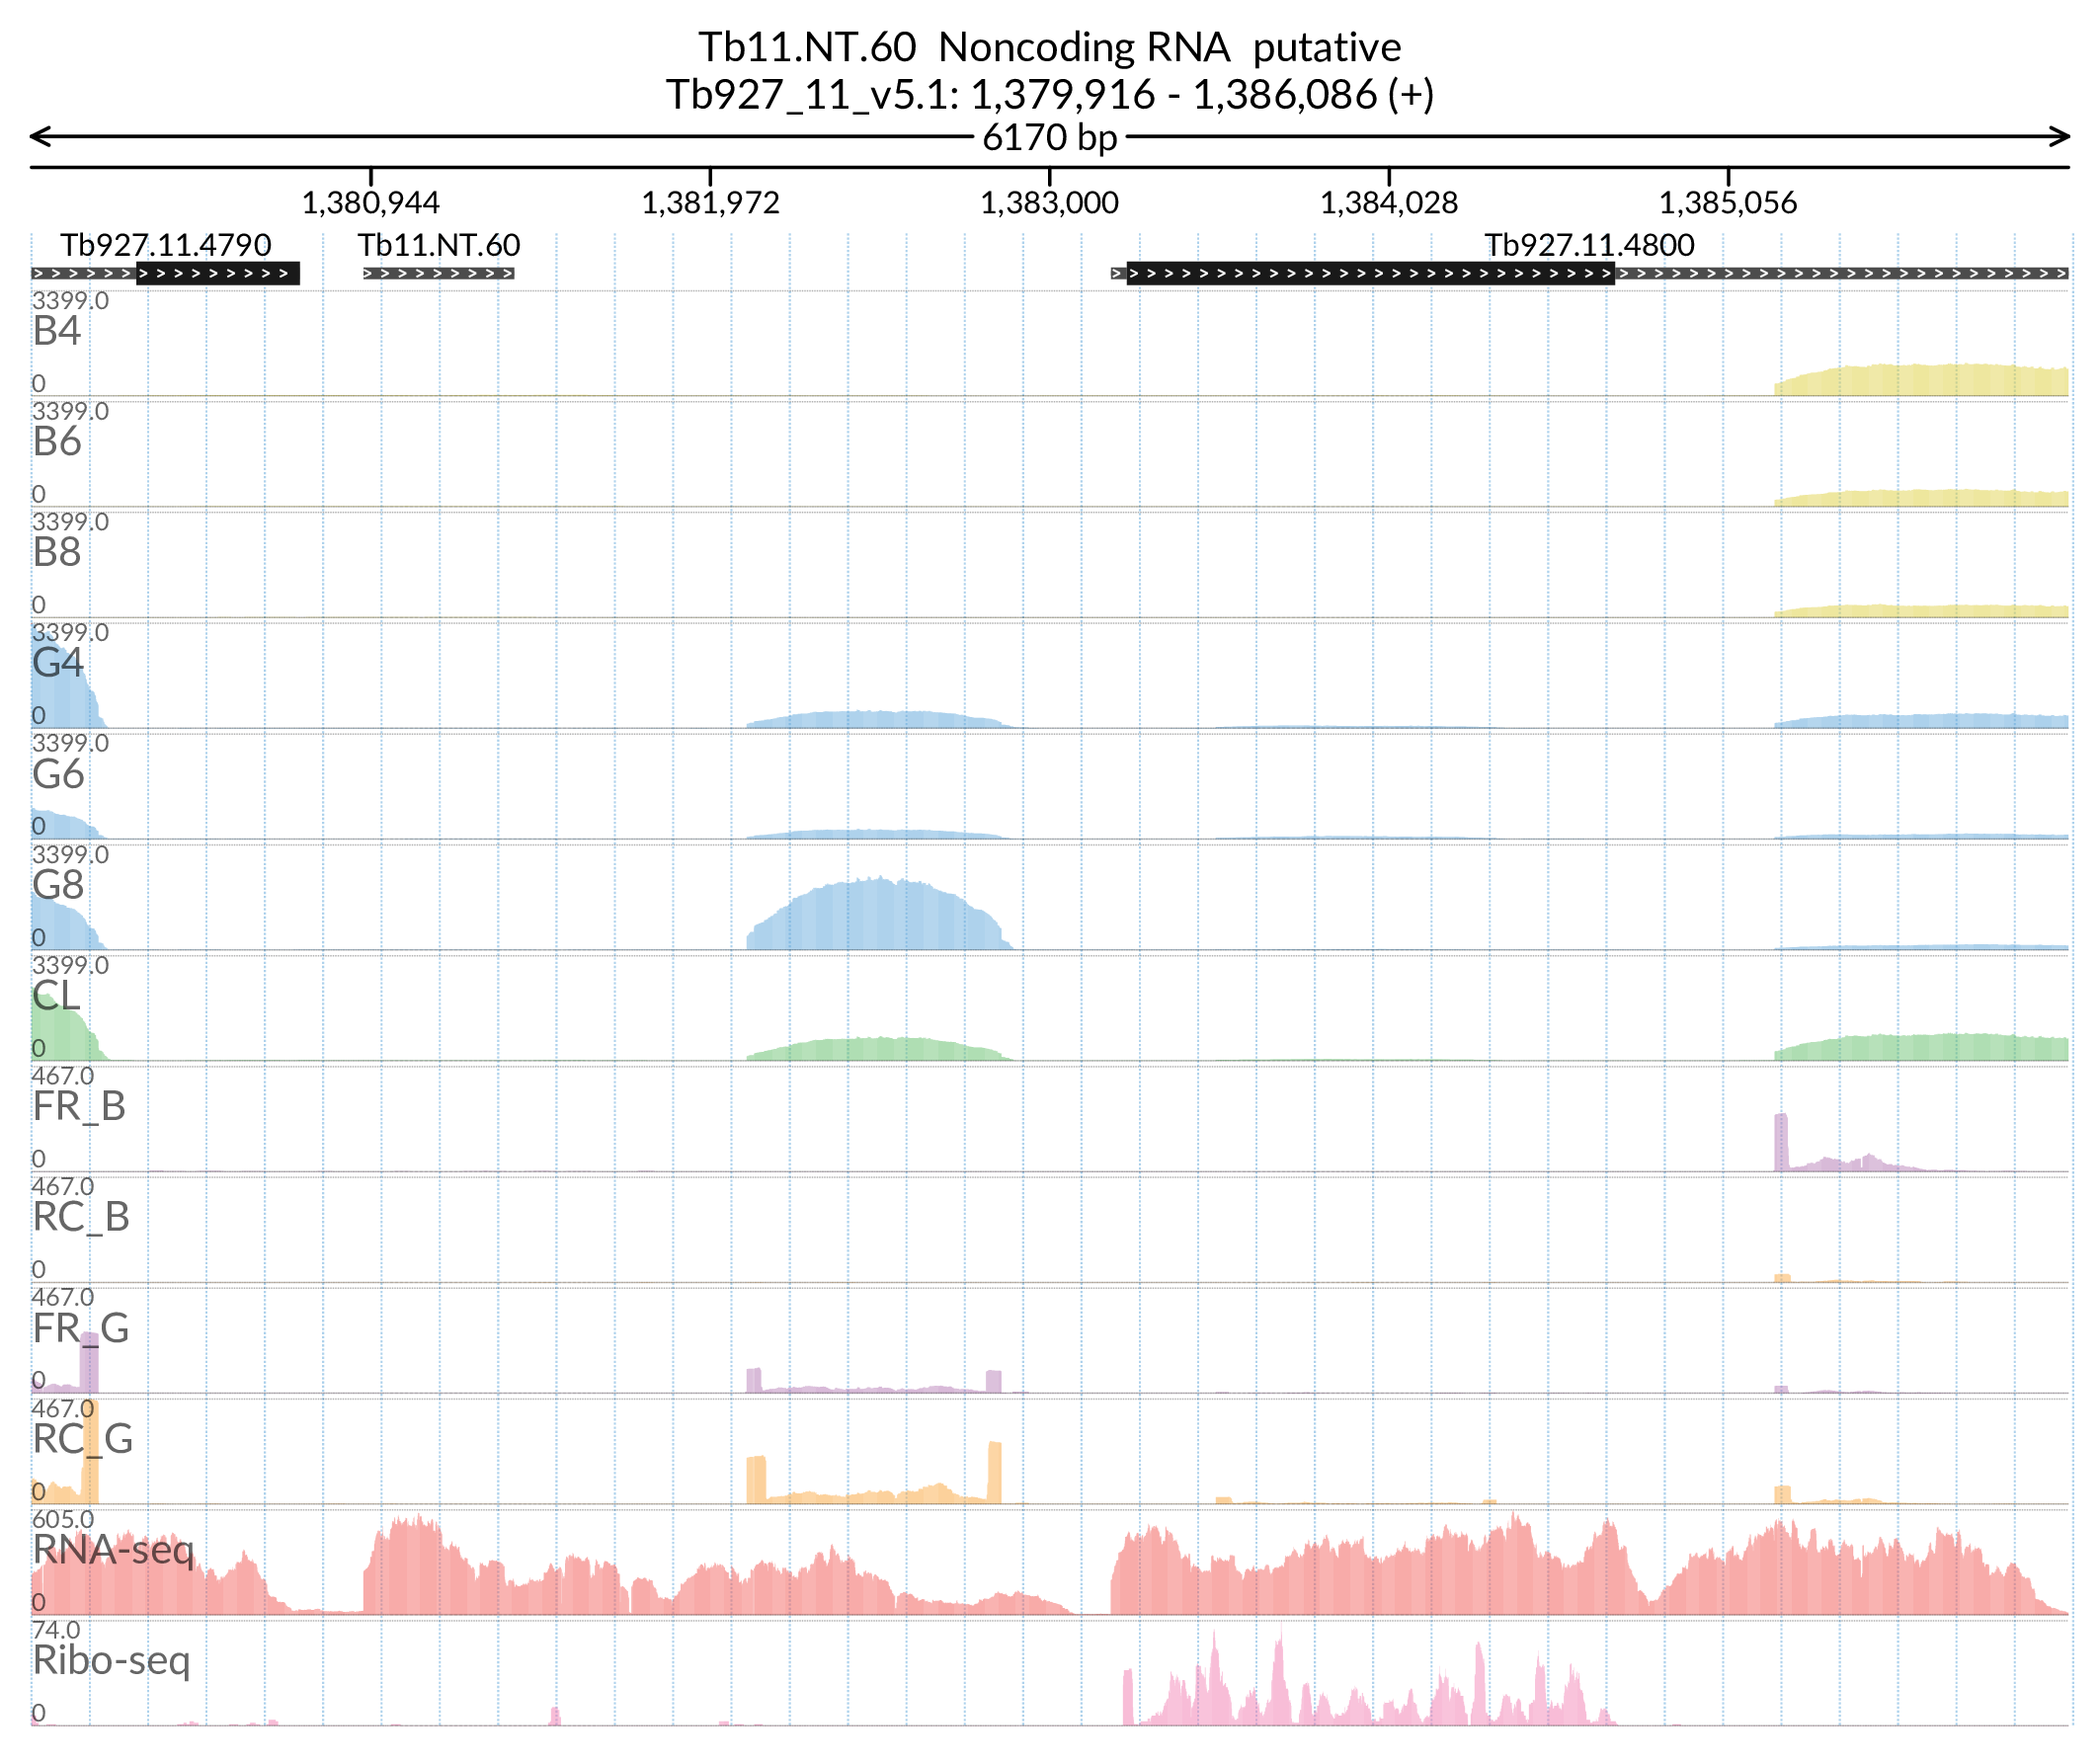 Tb11.NT.60 Noncoding RNA putative
Tb927_11_v5.1: 1,379,916 - 1,386,086 (+)
6170 bp
1,380,944 1,381,972 1,383,000 1,384,028 1,385,056
Tb927.11.4790 Tb11.NT.60 Tb927.11.4800
3399.0
B4
0
3399.0
B6
0
3399.0
B8
0
3399.0
G4
0
3399.0
G6
0
3399.0
G8
0
3399.0
CL
0
467.0
FR_B
0
467.0
RC_B
0
467.0
FR_G
0
467.0
RC_G
0
605.0
RNA-seq
0
74.0
Ribo-seq
0